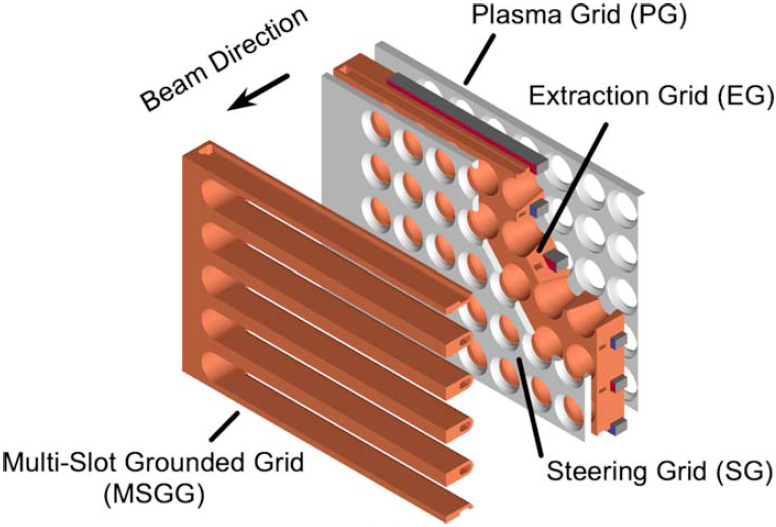 Plasma Grid (PG)
Beam Direction
Extraction Grid (EG)
Multi-Slot Grounded Grid
(MSGG)
Steering Grid (SG)